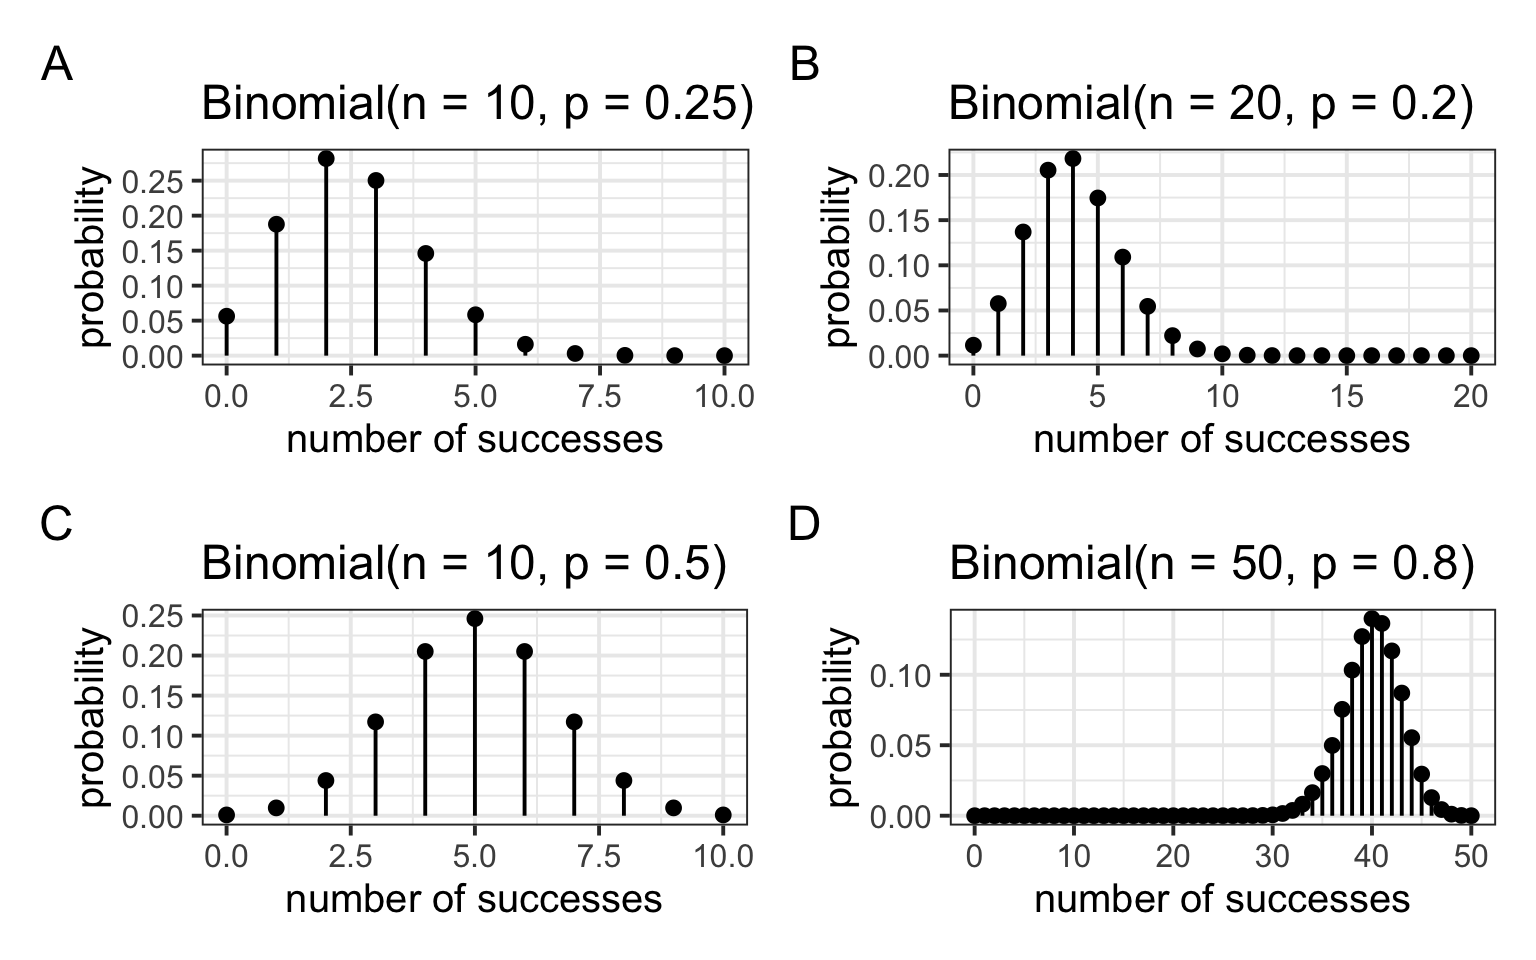 A
Binomial(n = 10, p = 0.25)
probability
0.25
0.20
0.15
0.10
0.05
0.00
0.0 2.5 5.0 7.5 10.0
number of successes
B
Binomial(n = 20, p = 0.2)
probability
0.20
0.15
0.10
0.05
0.00
0 5 10 15 20
number of successes
C
Binomial(n = 10, p = 0.5)
probability
0.25
0.20
0.15
0.10
0.05
0.00
0.0 2.5 5.0 7.5 10.0
number of successes
D
Binomial(n = 50, p = 0.8)
probability
0.10
0.05
0.00
0 10 20 30 40 50
number of successes